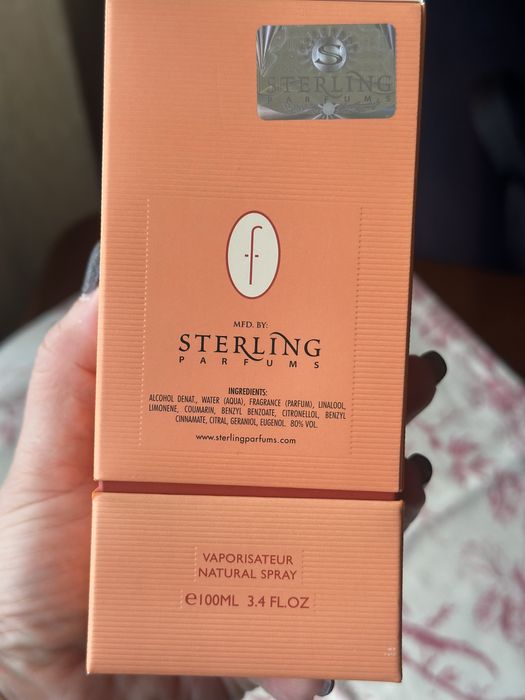 S
STERLING
PARFUMS
f
MFD. BY:
STERLING
PARFUMS
INGREDIENTS:
ALCOHOL DENAT., WATER (AQUA), FRAGRANCE (PARFUM), LINALOOL,
LIMONENE, COUMARIN, BENZYL BENZOATE, CITRONELLOL, BENZYL
CINNAMATE, CITRAL, GERANIOL, EUGENOL. 80% VOL.
www.sterlingparfums.com
VAPORISATEUR
NATURAL SPRAY
e100ML 3.4 FL.OZ